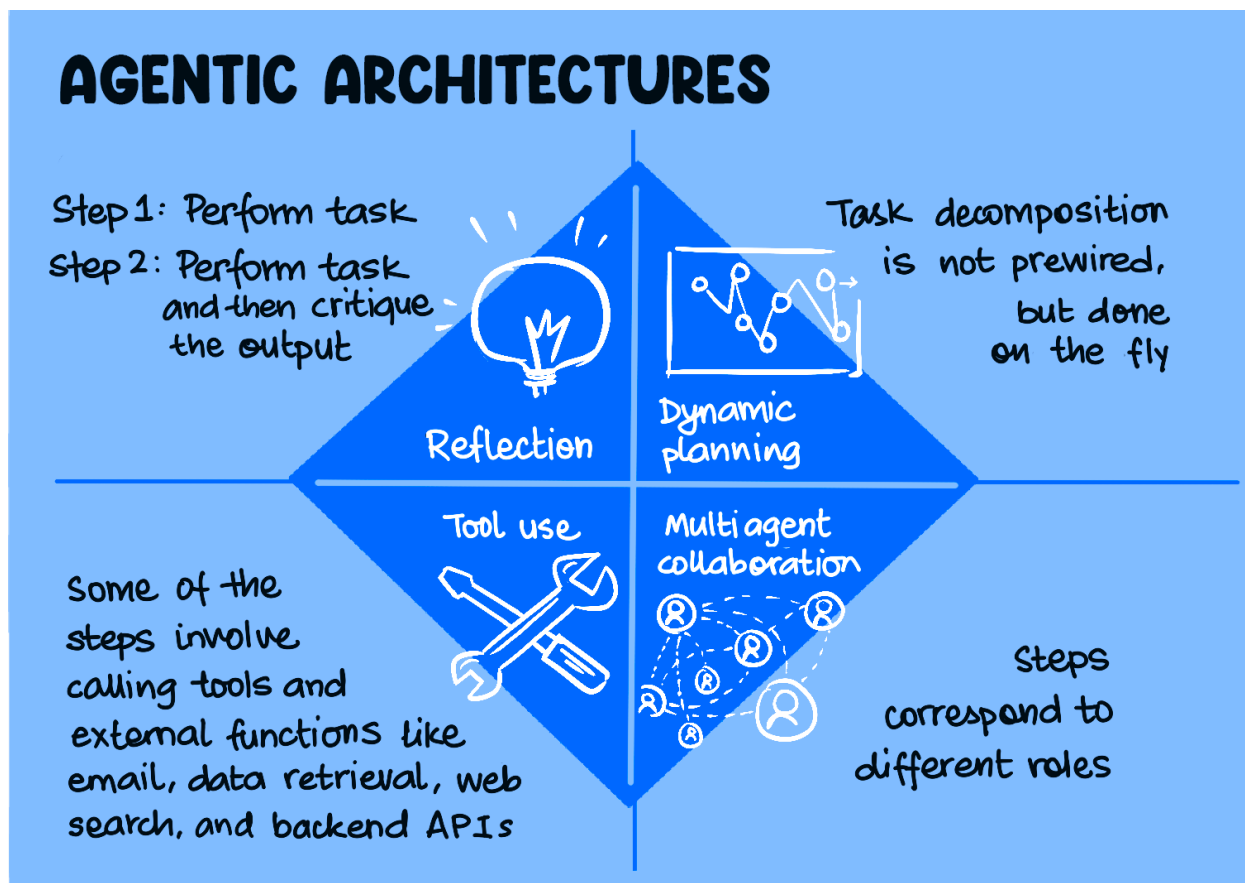 AGENTIC ARCHITECTURES
Step 1: Perform task
Step 2: Perform task
and then critique
the output
Reflection
Task decomposition
is not prewired,
but done
on the fly
Dynamic
planning
Tool use
Some of the
steps involve
calling tools and
external functions like
email, data retrieval, web
search, and backend APIs
Multiagent
collaboration
Steps
correspond to
different roles